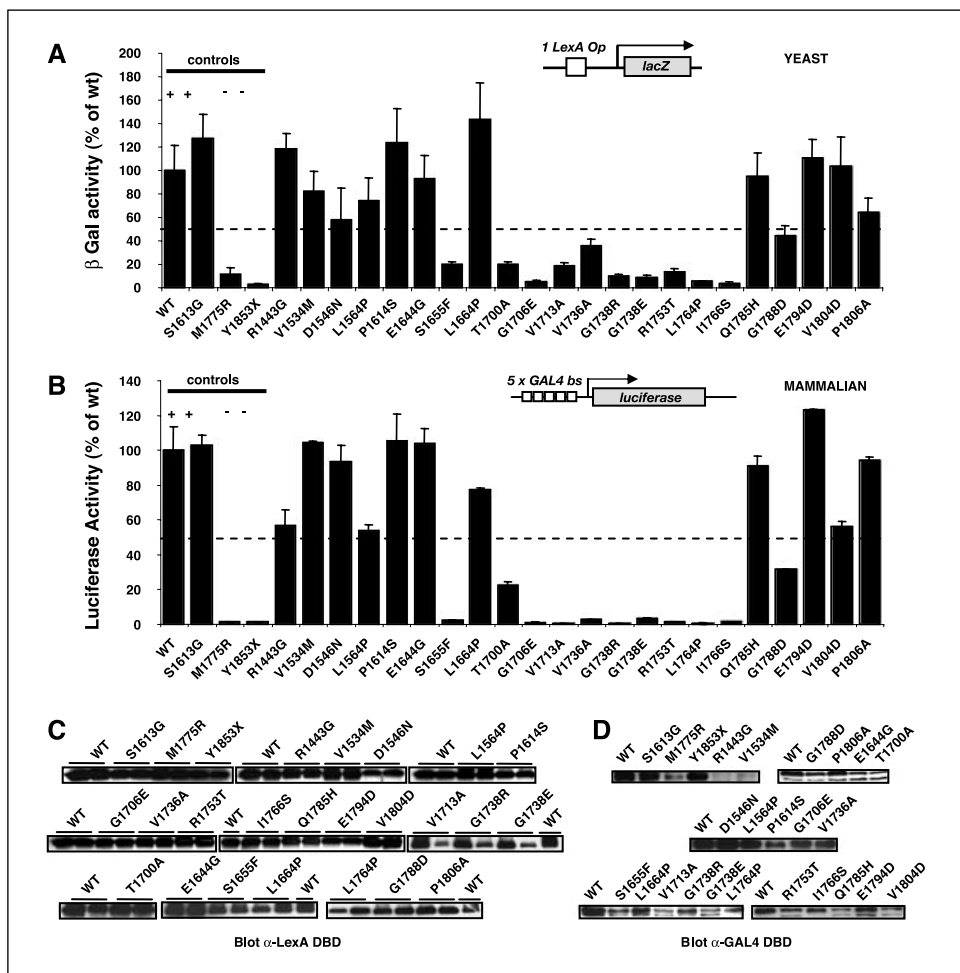 A
200
180
160
140
120
100
80
60
40
20
0
β Gal activity (% of wt)
controls
+ + - -
1 LexA Op
lacZ
YEAST
WT S1613G M1775R Y1853X R1443G V1534M D1546N L1564P P1614S E1644G S1655F L1664P T1700A G1706E V1713A V1736A G1738R G1738E R1753T L1764P I1766S Q1785H G1788D E1794D V1804D P1806A
B
140
120
100
80
60
40
20
0
Luciferase Activity (% of wt)
controls
+ + - -
5 x GAL4 bs
luciferase
MAMMALIAN
WT S1613G M1775R Y1853X R1443G V1534M D1546N L1564P P1614S E1644G S1655F L1664P T1700A G1706E V1713A V1736A G1738R G1738E R1753T L1764P I1766S Q1785H G1788D E1794D V1804D P1806A
C
WT S1613G M1775R Y1853X WT R1443G V1534M D1546N WT L1564P P1614S
WT G1706E V1736A R1753T WT I1766S Q1785H E1794D V1804D V1713A G1738R G1738E WT
WT T1700A E1644G S1655F L1664P WT L1764P G1788D P1806A WT
Blot α-LexA DBD
D
WT S1613G M1775R Y1853X R1443G V1534M WT G1788D P1806A E1644G T1700A
WT D1546N L1564P P1614S G1706E V1736A
WT S1655F L1664P V1713A G1738R G1738E L1764P WT R1753T I1766S Q1785H E1794D V1804D
Blot α-GAL4 DBD